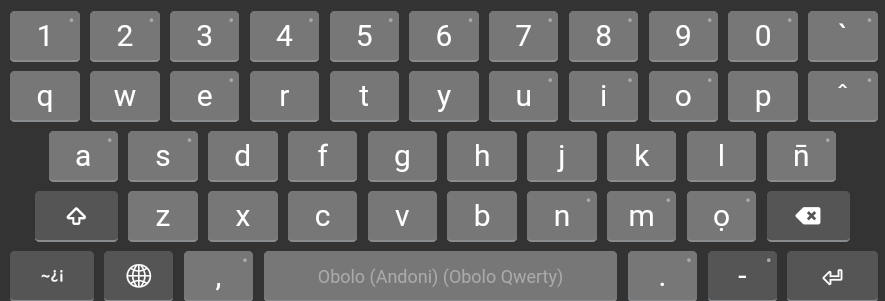 1 2 3 4 5 6 7 8 9 0 `
q w e r t y u i o p ^
a s d f g h j k l n̄
z x c v b n m ọ
~¿¡ , Obolo (Andoni) (Obolo Qwerty) . -